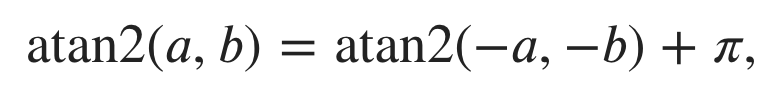 atan2(a, b) = atan2(−a, −b) + π,